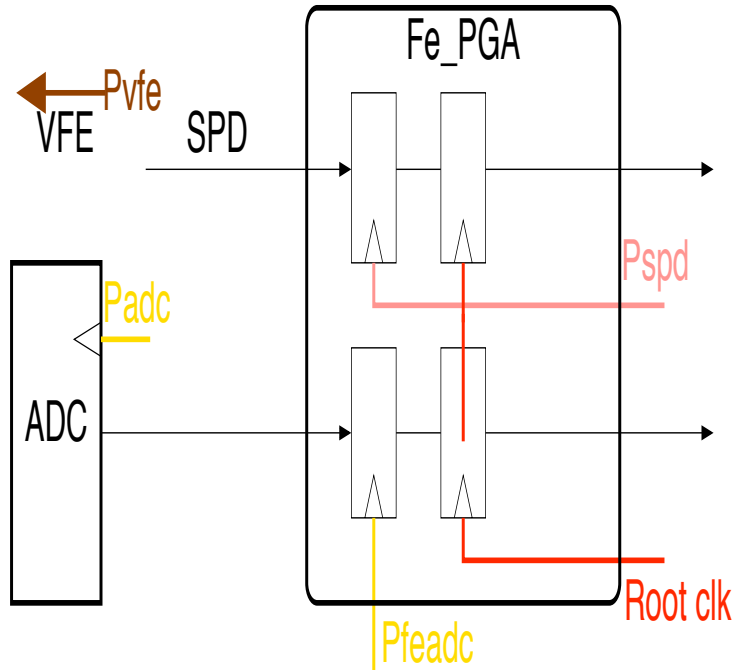 Fe_PGA
Pvfe
VFE
SPD
Pspd
Padc
ADC
Root clk
Pfeadc